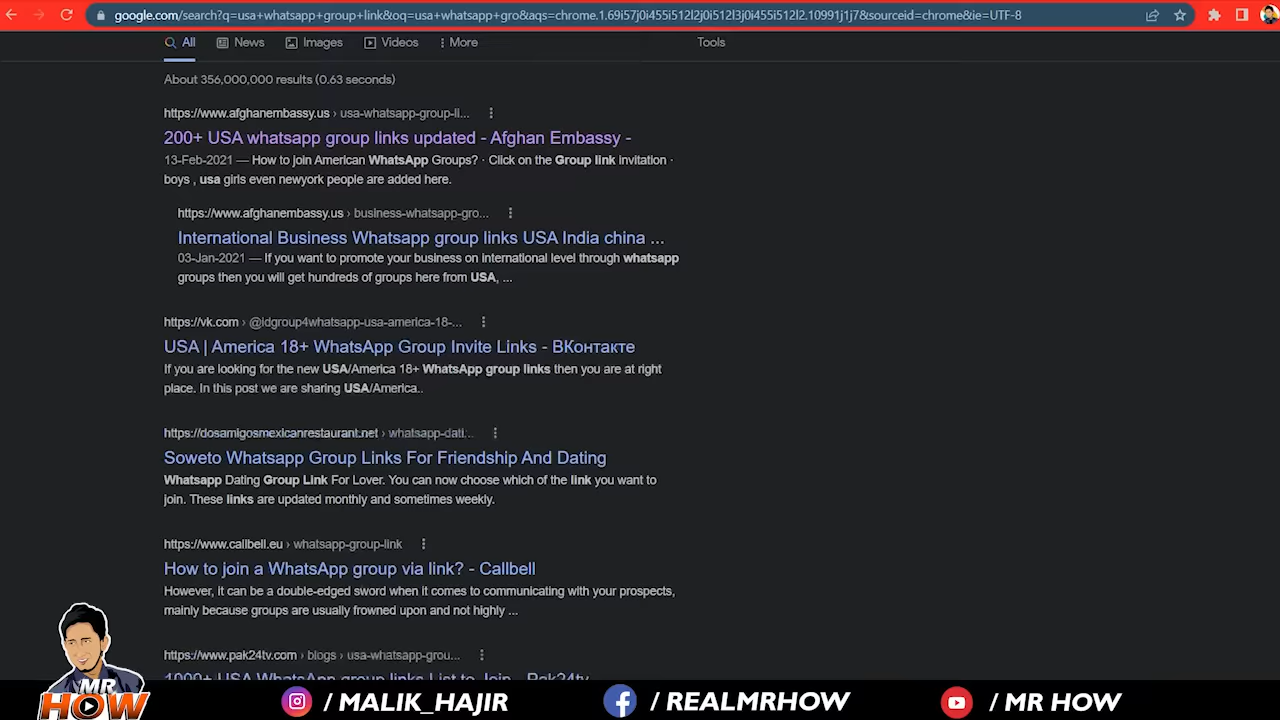 google.com/search?q=usa+whatsapp+group+link&oq=usa+whatsapp+gro&aqs=chrome.1.69i57j0i455i512l2j0i512l3j0i455i512l2.10991j1j7&sourceid=chrome&ie=UTF-8
All News Images Videos More Tools
About 356,000,000 results (0.63 seconds)
https://www.afghanembassy.us › usa-whatsapp-group-li...
200+ USA whatsapp group links updated - Afghan Embassy -
13-Feb-2021 — How to join American WhatsApp Groups? · Click on the Group link invitation ·
boys , usa girls even newyork people are added here.
https://www.afghanembassy.us › business-whatsapp-gro...
International Business Whatsapp group links USA India china ...
03-Jan-2021 — If you want to promote your business on international level through whatsapp
groups then you will get hundreds of groups here from USA, ...
https://vk.com › @idgroup4whatsapp-usa-america-18-...
USA | America 18+ WhatsApp Group Invite Links - ВКонтакте
If you are looking for the new USA/America 18+ WhatsApp group links then you are at right
place. In this post we are sharing USA/America..
https://dosamigosmexicanrestaurant.net › whatsapp-dati...
Soweto Whatsapp Group Links For Friendship And Dating
Whatsapp Dating Group Link For Lover. You can now choose which of the link you want to
join. These links are updated monthly and sometimes weekly.
https://www.callbell.eu › whatsapp-group-link
How to join a WhatsApp group via link? - Callbell
However, it can be a double-edged sword when it comes to communicating with your prospects,
mainly because groups are usually frowned upon and not highly ...
https://www.pak24tv.com › blogs › usa-whatsapp-grou...
1000+ USA Whatsapp group links List to Join - Pak24tv
MR
HOW
/ MALIK_HAJIR
/ REALMRHOW
/ MR HOW